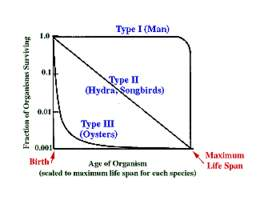 Type I (Man)
1.0
Fraction of Organisms Surviving
0.1
Type II
(Hydra, Songbirds)
0.01
Type III
(Oysters)
0.001
Birth
Age of Organism
(scaled to maximum life span for each species)
Maximum
Life Span